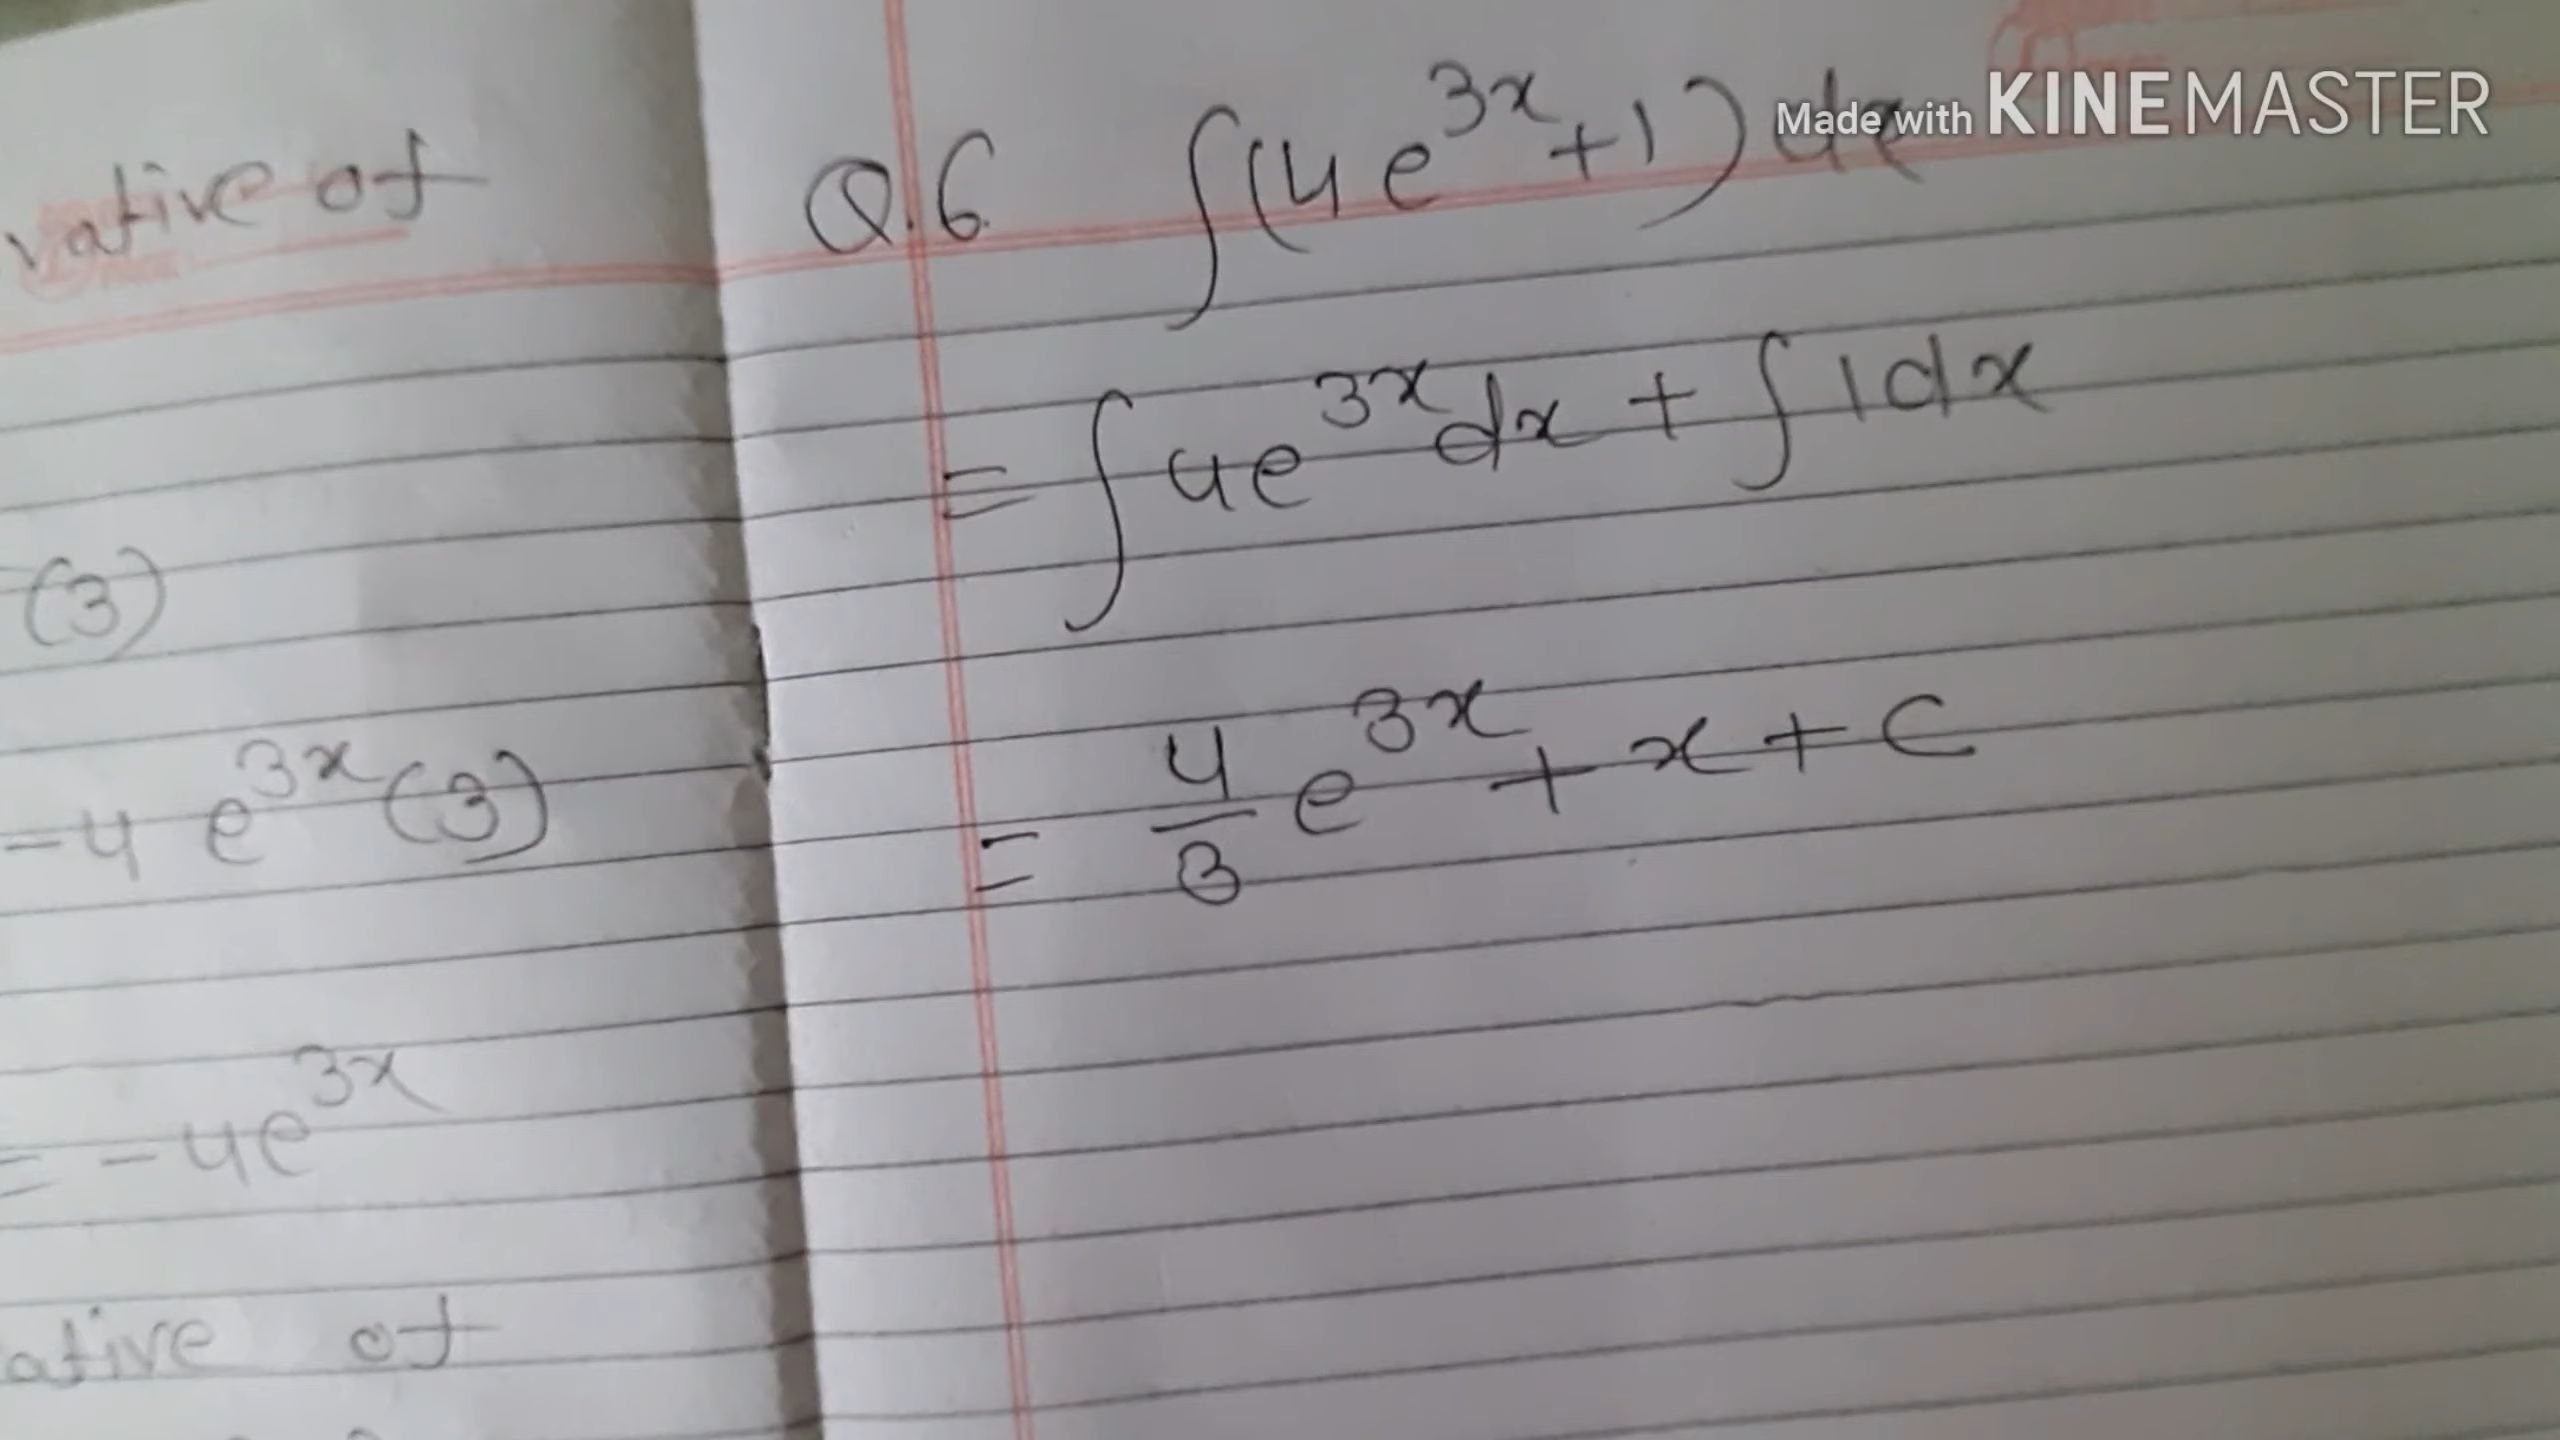 vative of
(3)
-4 e^{3x}(3)
= -4e^{3x}
ative of
Q.6 ∫(4e^{3x}+1) dx
= ∫4e^{3x}dx + ∫1dx
= 4/3 e^{3x} + x + c
Made with KINEMASTER